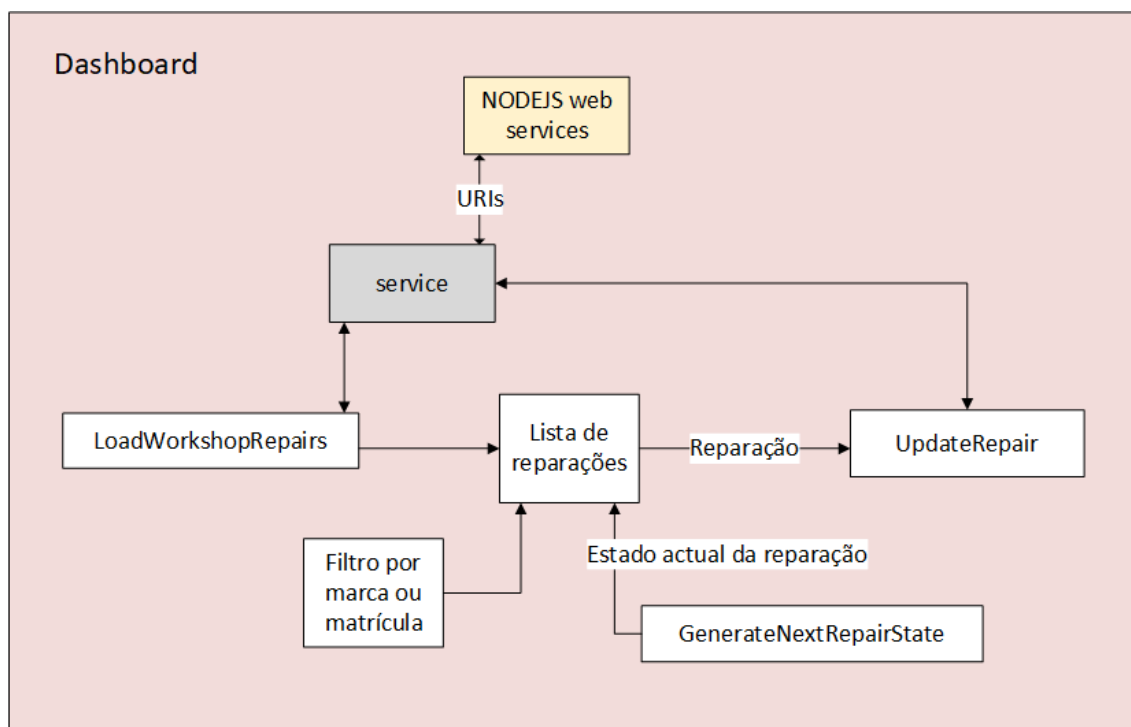 Dashboard
NODEJS web
services
URIs
service
LoadWorkshopRepairs
Lista de
reparações
Reparação
UpdateRepair
Filtro por
marca ou
matrícula
Estado actual da reparação
GenerateNextRepairState